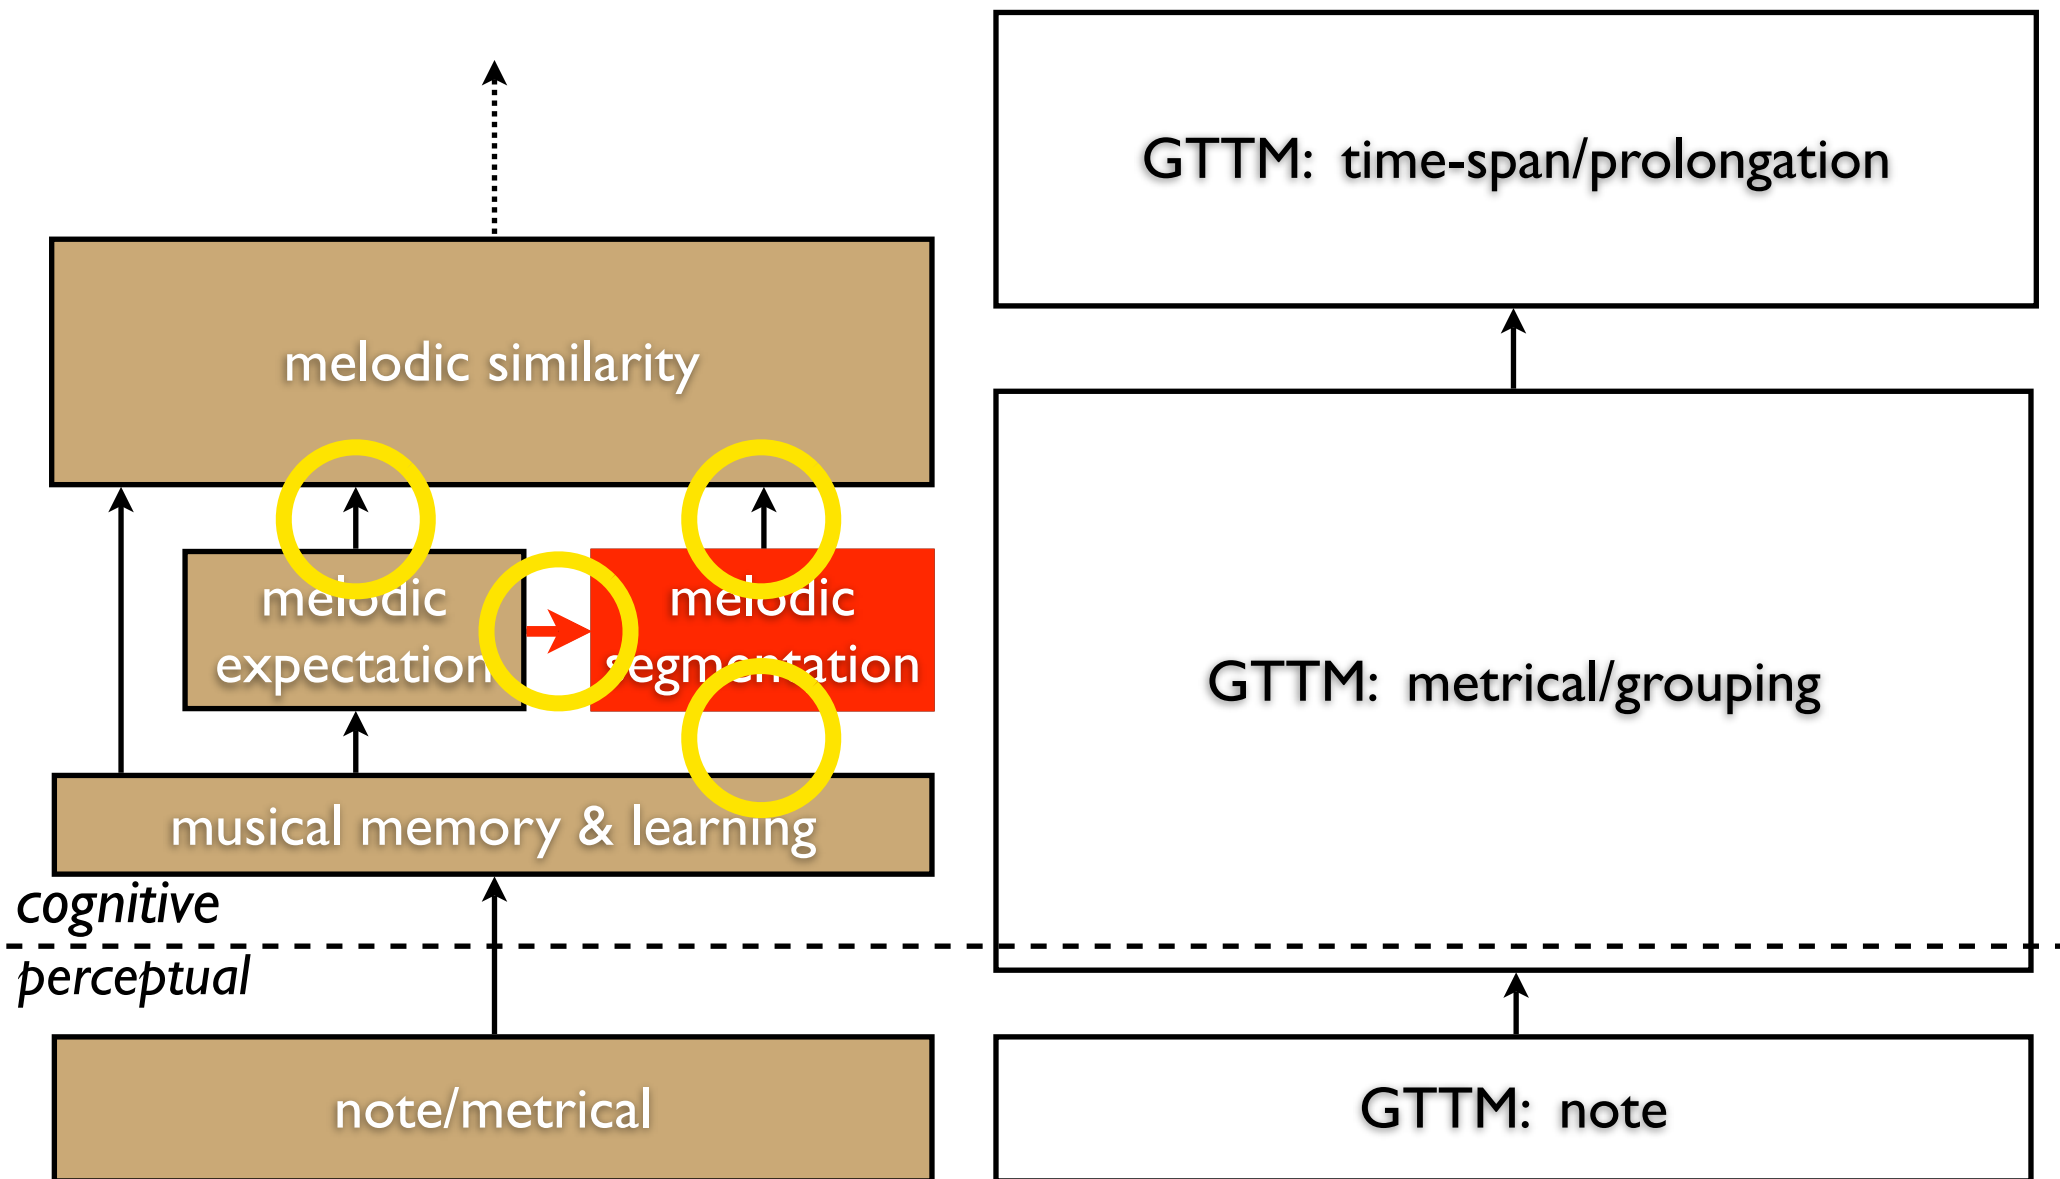 GTTM: time-span/prolongation
melodic similarity
melodic
expectation
melodic
segmentation
GTTM: metrical/grouping
musical memory & learning
cognitive
perceptual
note/metrical
GTTM: note